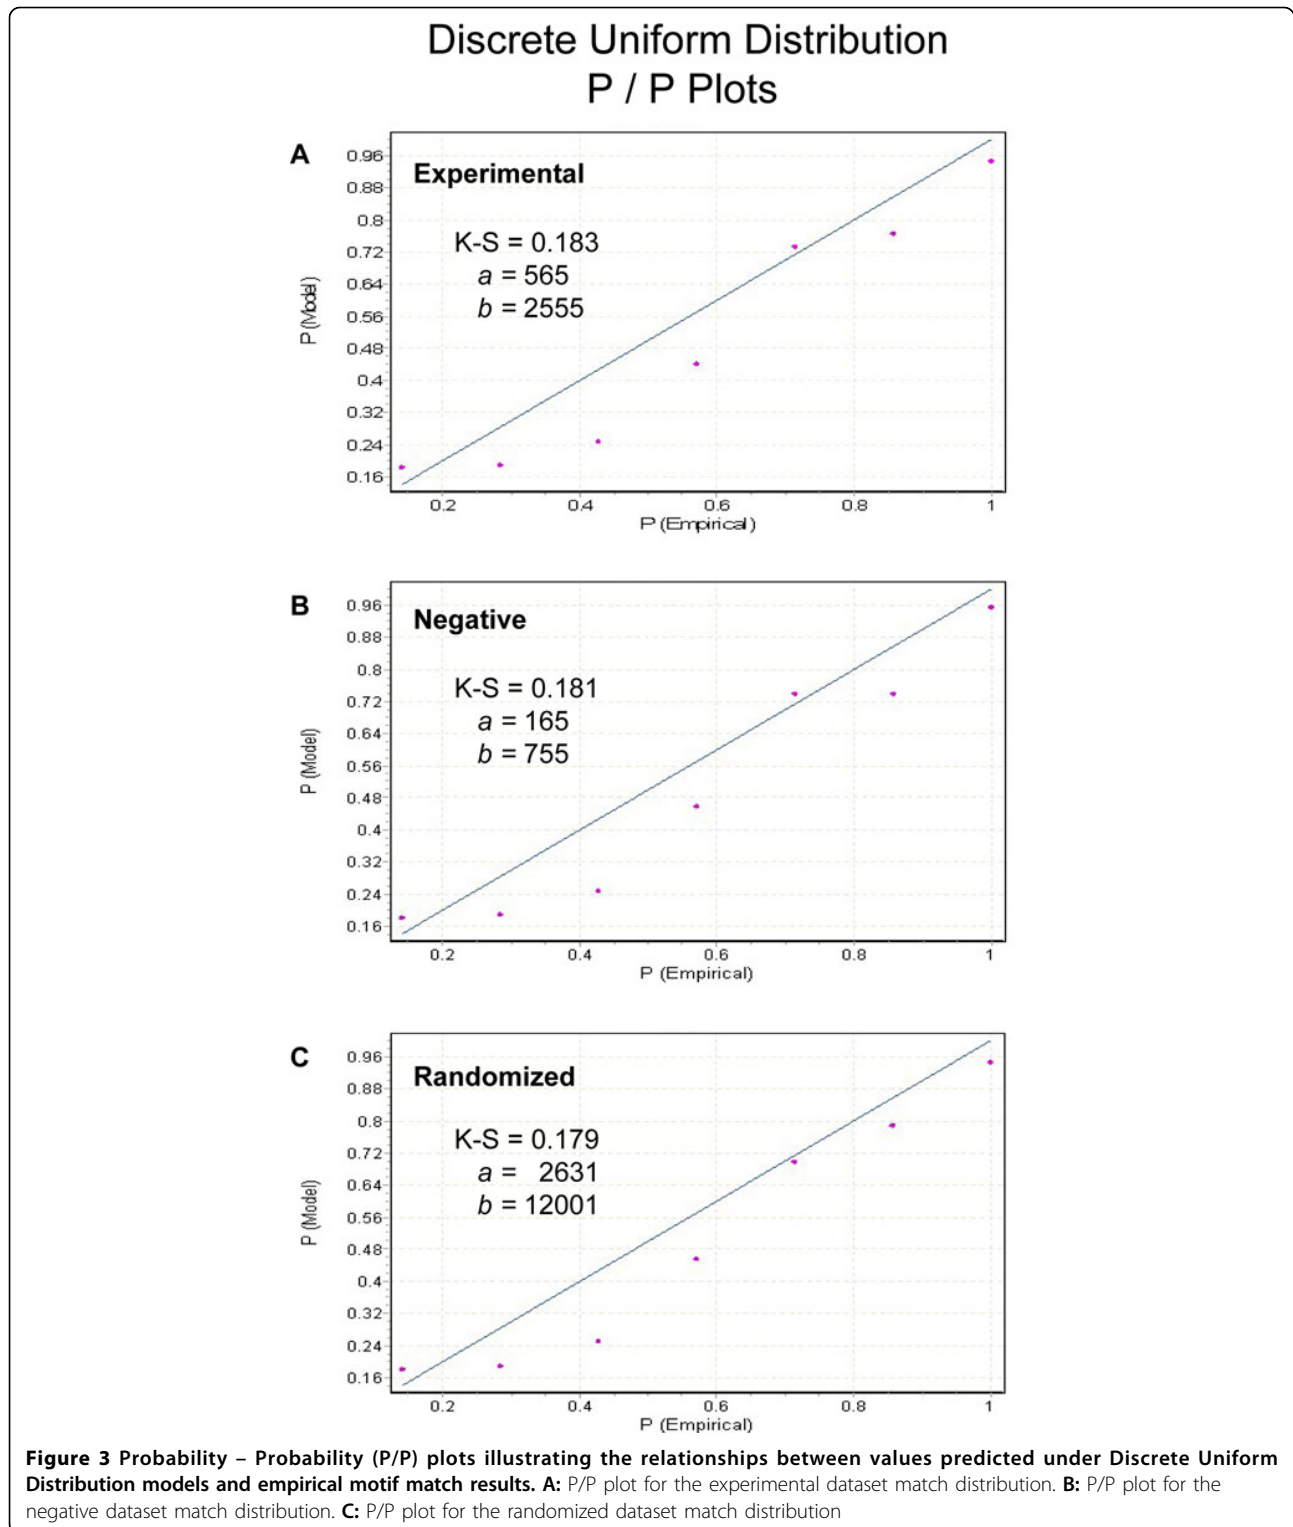 Discrete Uniform Distribution
P / P Plots
A
Experimental
K-S = 0.183
a = 565
b = 2555
P (Model)
0.96
0.88
0.8
0.72
0.64
0.56
0.48
0.4
0.32
0.24
0.16
0.2 0.4 0.6 0.8 1
P (Empirical)
B
Negative
K-S = 0.181
a = 165
b = 755
P (Model)
0.96
0.88
0.8
0.72
0.64
0.56
0.48
0.4
0.32
0.24
0.16
0.2 0.4 0.6 0.8 1
P (Empirical)
C
Randomized
K-S = 0.179
a = 2631
b = 12001
P (Model)
0.96
0.88
0.8
0.72
0.64
0.56
0.48
0.4
0.32
0.24
0.16
0.2 0.4 0.6 0.8 1
P (Empirical)
Figure 3 Probability – Probability (P/P) plots illustrating the relationships between values predicted under Discrete Uniform
Distribution models and empirical motif match results. A: P/P plot for the experimental dataset match distribution. B: P/P plot for the
negative dataset match distribution. C: P/P plot for the randomized dataset match distribution